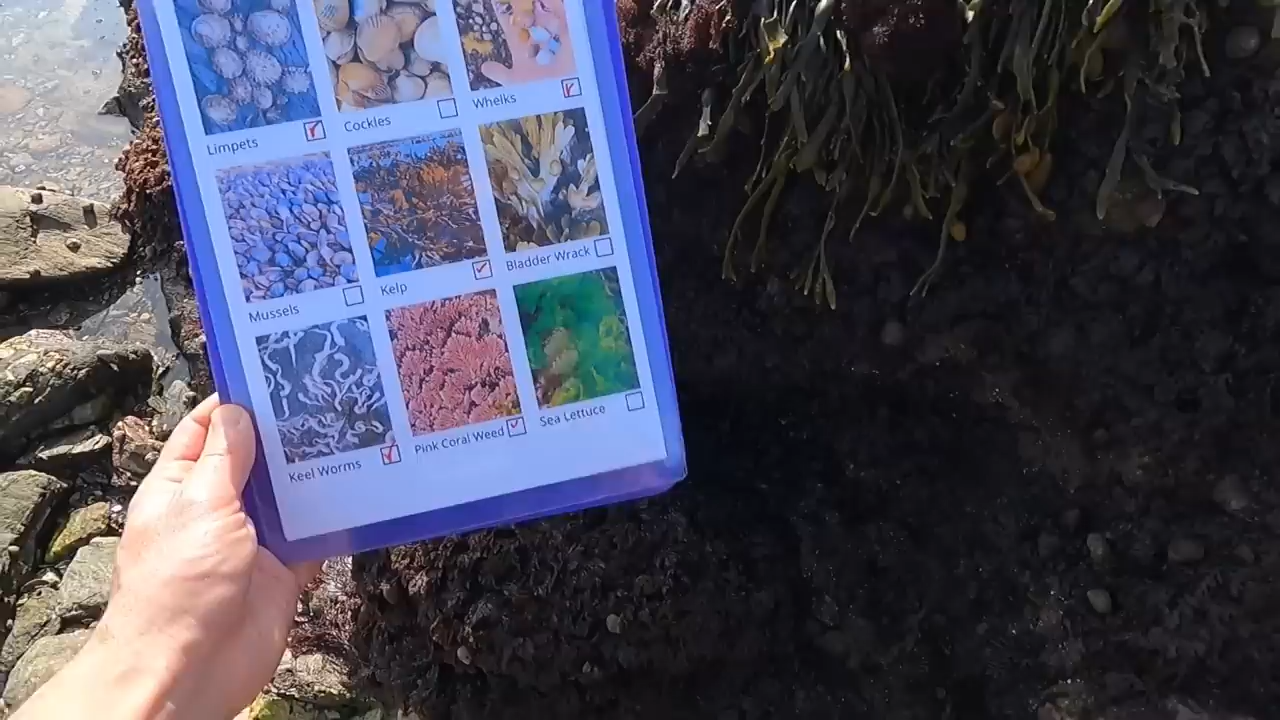 Limpets
Cockles
Whelks
Mussels
Kelp
Bladder Wrack
Keel Worms
Pink Coral Weed
Sea Lettuce